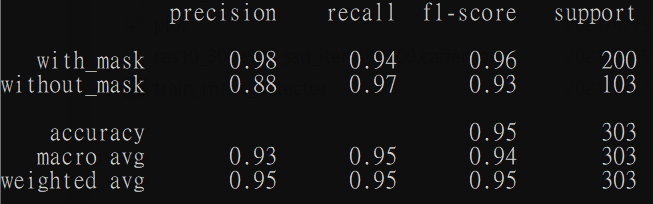 precision recall f1-score support
with_mask 0.98 0.94 0.96 200
without_mask 0.88 0.97 0.93 103
accuracy 0.95 303
macro avg 0.93 0.95 0.94 303
weighted avg 0.95 0.95 0.95 303